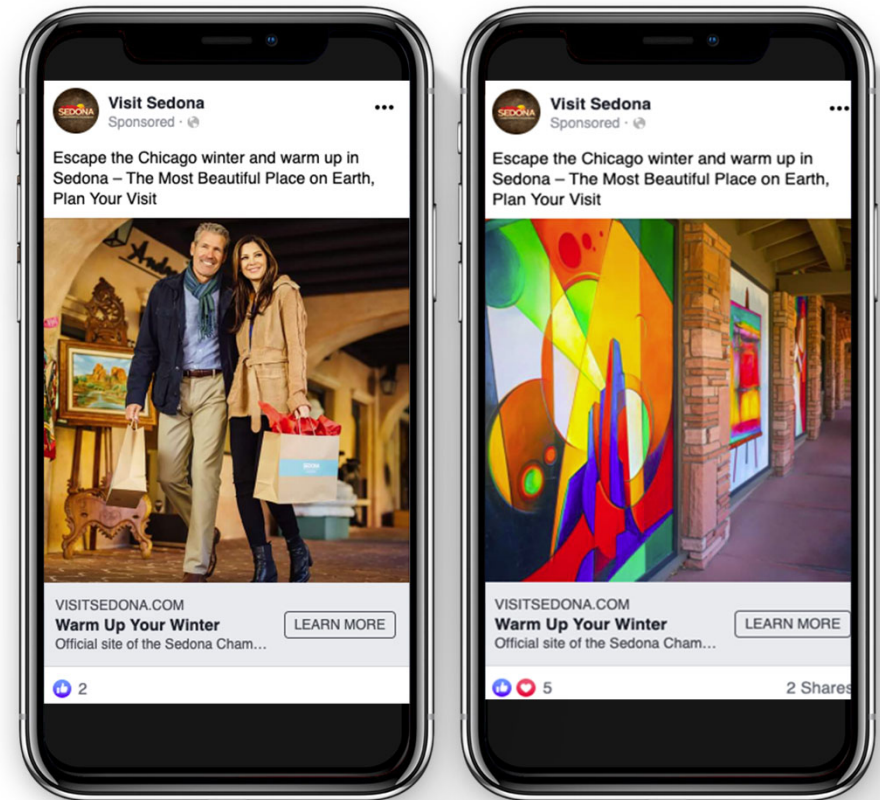 SEDONA
Visit Sedona
Sponsored ·
Escape the Chicago winter and warm up in
Sedona – The Most Beautiful Place on Earth,
Plan Your Visit
VISITSEDONA.COM
Warm Up Your Winter
Official site of the Sedona Cham...
LEARN MORE
2
SEDONA
Visit Sedona
Sponsored ·
Escape the Chicago winter and warm up in
Sedona – The Most Beautiful Place on Earth,
Plan Your Visit
VISITSEDONA.COM
Warm Up Your Winter
Official site of the Sedona Cham...
LEARN MORE
5
2 Shares